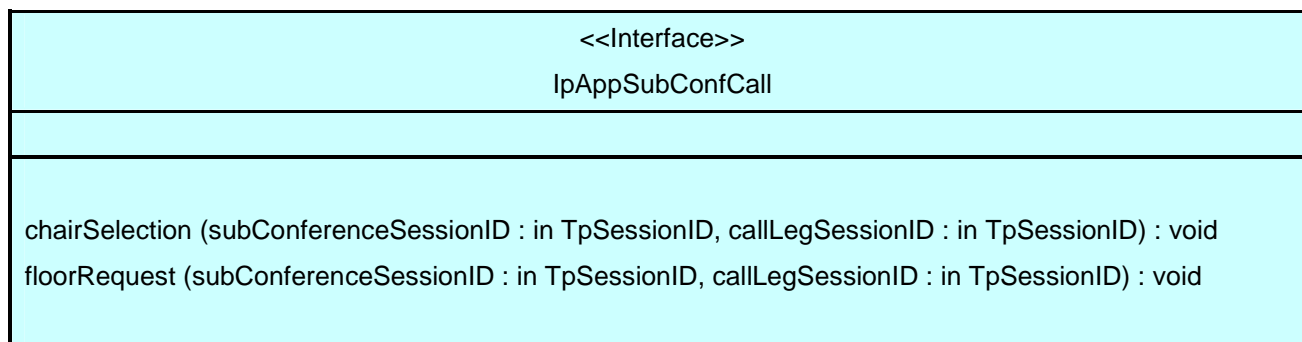 <<Interface>>
IpAppSubConfCall
chairSelection (subConferenceSessionID : in TpSessionID, callLegSessionID : in TpSessionID) : void
floorRequest (subConferenceSessionID : in TpSessionID, callLegSessionID : in TpSessionID) : void